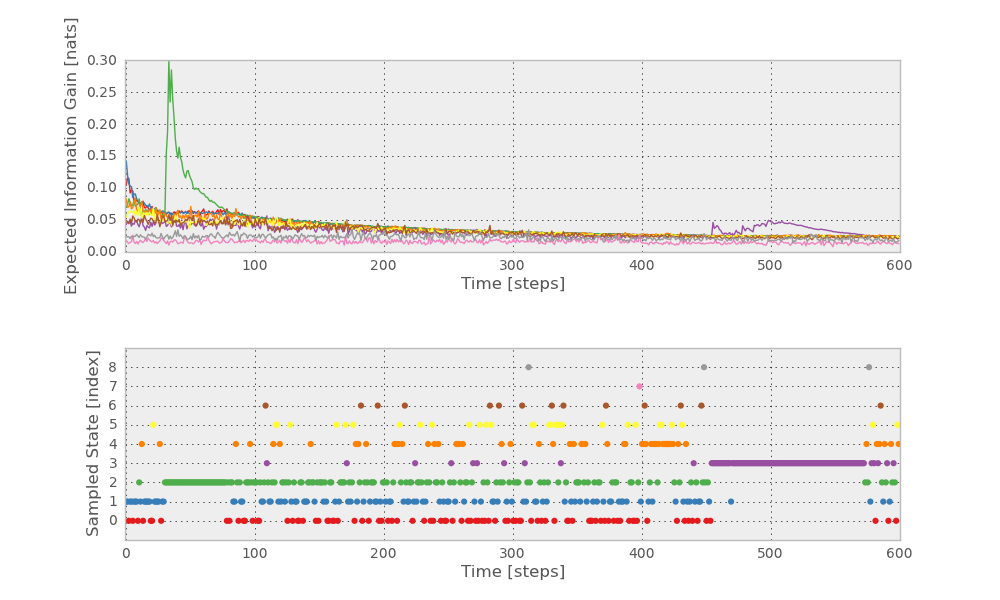 Expected Information Gain [nats]
0.30
0.25
0.20
0.15
0.10
0.05
0.00
0 100 200 300 400 500 600
Time [steps]
Sampled State [index]
8
7
6
5
4
3
2
1
0
0 100 200 300 400 500 600
Time [steps]